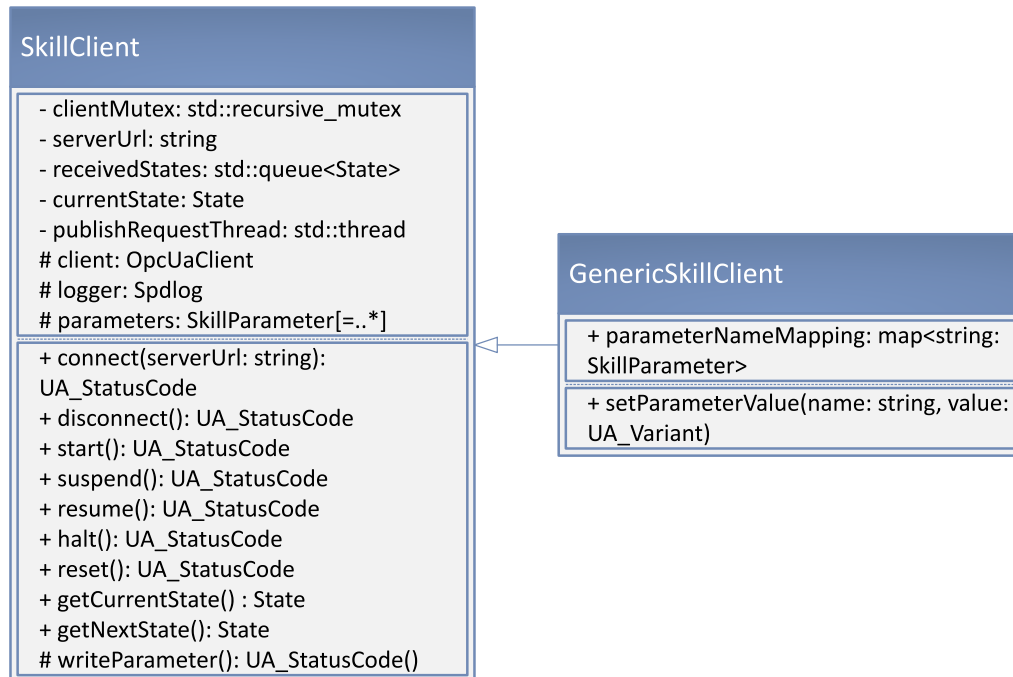 SkillClient
- clientMutex: std::recursive_mutex
- serverUrl: string
- receivedStates: std::queue<State>
- currentState: State
- publishRequestThread: std::thread
# client: OpcUaClient
# logger: Spdlog
# parameters: SkillParameter[=..*]
+ connect(serverUrl: string):
UA_StatusCode
+ disconnect(): UA_StatusCode
+ start(): UA_StatusCode
+ suspend(): UA_StatusCode
+ resume(): UA_StatusCode
+ halt(): UA_StatusCode
+ reset(): UA_StatusCode
+ getCurrentState() : State
+ getNextState(): State
# writeParameter(): UA_StatusCode()
GenericSkillClient
+ parameterNameMapping: map<string:
SkillParameter>
+ setParameterValue(name: string, value:
UA_Variant)